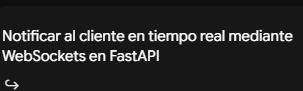 Notificar al cliente en tiempo real mediante
WebSockets en FastAPI